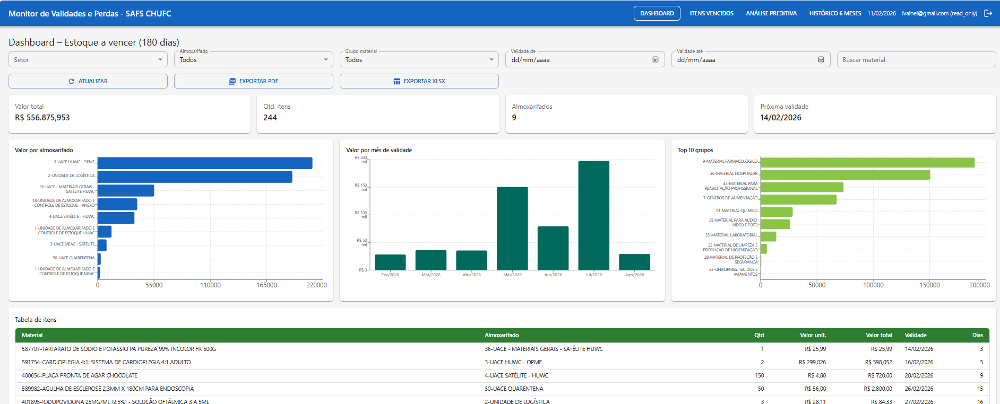 Monitor de Validades e Perdas - SAFS CHUFC
DASHBOARD
ITENS VENCIDOS
ANÁLISE PREDITIVA
HISTÓRICO 6 MESES
11/02/2026
ivalnei@gmail.com (read_only)
Dashboard – Estoque a vencer (180 dias)
Setor
Almoxarifado
Todos
Grupo material
Todos
Validade de
dd/mm/aaaa
Validade até
dd/mm/aaaa
Buscar material
ATUALIZAR
PDF
EXPORTAR PDF
EXPORTAR XLSX
Valor total
R$ 556.875,953
Qtd. itens
244
Almoxarifados
9
Próxima validade
14/02/2026
Valor por almoxarifado
3-UACE HUWC - OPME
2-UNIDADE DE LOGÍSTICA
36-UACE - MATERIAIS GERAIS -
SATÉLITE HUWC
18-UNIDADE DE ALMOXARIFADO E
CONTROLE DE ESTOQUE - ANEXO
4-UACE SATÉLITE - HUWC
1-UNIDADE DE ALMOXARIFADO E
CONTROLE DE ESTOQUE HUWC
3-UACE MEAC - SATÉLITE
50-UACE QUARENTENA
1-UNIDADE DE ALMOXARIFADO E
CONTROLE DE ESTOQUE MEAC
0 55000 110000 165000 220000
Valor por mês de validade
R$ 200
mil
R$ 150
mil
R$ 100
mil
R$ 50
mil
R$ 0
Fev/2026 Mar/2026 Abr/2026 Mai/2026 Jun/2026 Jul/2026 Ago/2026
Top 10 grupos
9-MATERIAL FARMACOLÓGICO
36-MATERIAL HOSPITALAR
43-MATERIAL PARA
REABILITAÇÃO PROFISSIONAL
7-GÊNEROS DE ALIMENTAÇÃO
11-MATERIAL QUÍMICO
29-MATERIAL PARA ÁUDIO,
VÍDEO E FOTO
35-MATERIAL LABORATORIAL
22-MATERIAL DE LIMPEZA E
PRODUÇÃO DE HIGIENIZAÇÃO
28-MATERIAL DE PROTEÇÃO E
SEGURANÇA
23-UNIFORMES, TECIDOS E
AVIAMENTOS
0 50000 100000 150000 200000
Tabela de itens
Material Almoxarifado Qtd Valor unit. Valor total Validade Dias
587707-TARTARATO DE SODIO E POTASSIO PA PUREZA 99% INCOLOR FR 500G 36-UACE - MATERIAIS GERAIS - SATÉLITE HUWC 1 R$ 25,99 R$ 25,99 14/02/2026 3
591754-CARDIOPLEGIA 4:1: SISTEMA DE CARDIOPLEGIA 4:1 ADULTO 3-UACE HUWC - OPME 2 R$ 299,026 R$ 598,052 16/02/2026 5
400654-PLACA PRONTA DE AGAR CHOCOLATE 4-UACE SATÉLITE - HUWC 150 R$ 4,80 R$ 720,00 20/02/2026 9
589982-AGULHA DE ESCLEROSE 2,3MM X 180CM PARA ENDOSCOPIA 50-UACE QUARENTENA 50 R$ 56,00 R$ 2.800,00 26/02/2026 15
401895-IODOPOVIDONA 25MG/ML (2,5%) - SOLUÇÃO OFTÁLMICA 3 A 5ML 2-UNIDADE DE LOGÍSTICA 3 R$ 28,11 R$ 84,33 27/02/2026 16